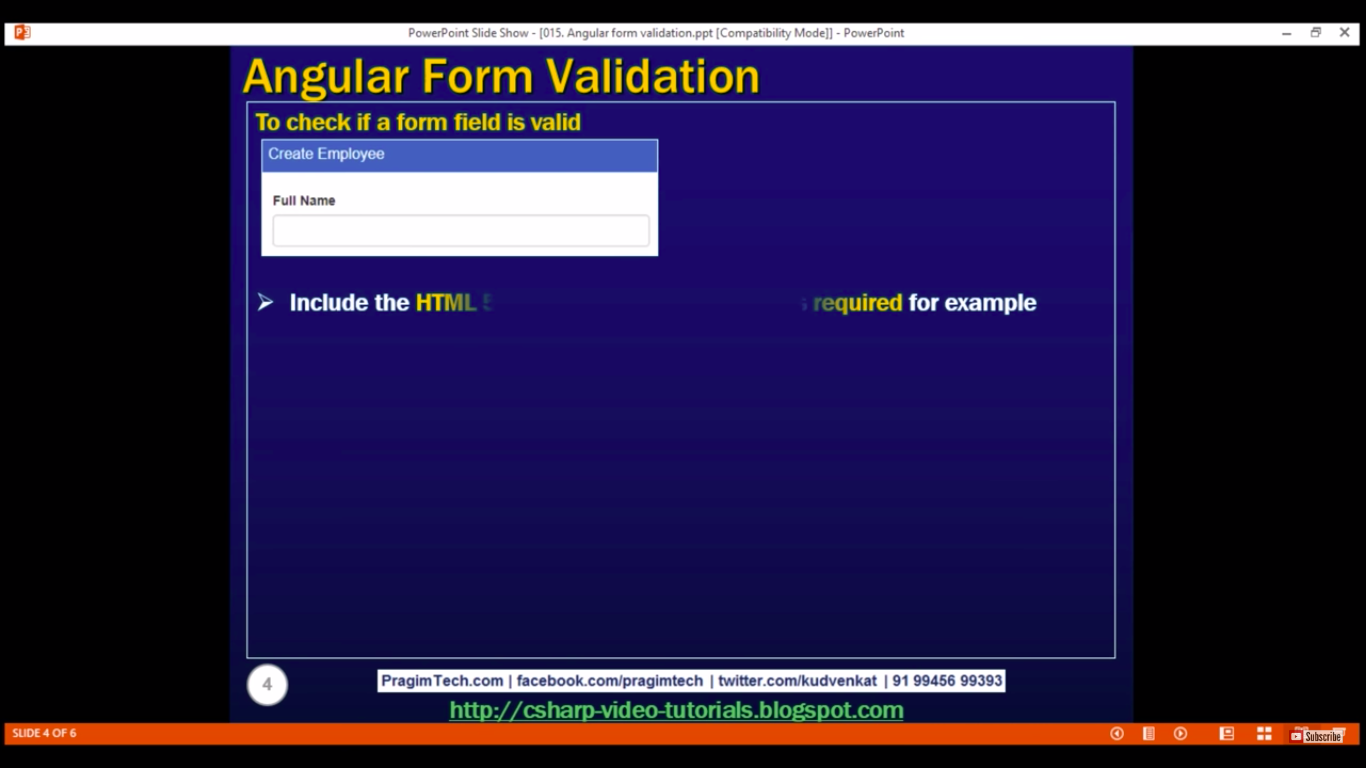 PowerPoint Slide Show - [015. Angular form validation.ppt [Compatibility Mode]] - PowerPoint
Angular Form Validation
To check if a form field is valid
Create Employee
Full Name
Include the HTML required for example
4
PragimTech.com | facebook.com/pragimtech | twitter.com/kudvenkat | 91 99456 99393
http://csharp-video-tutorials.blogspot.com
SLIDE 4 OF 6
Subscribe